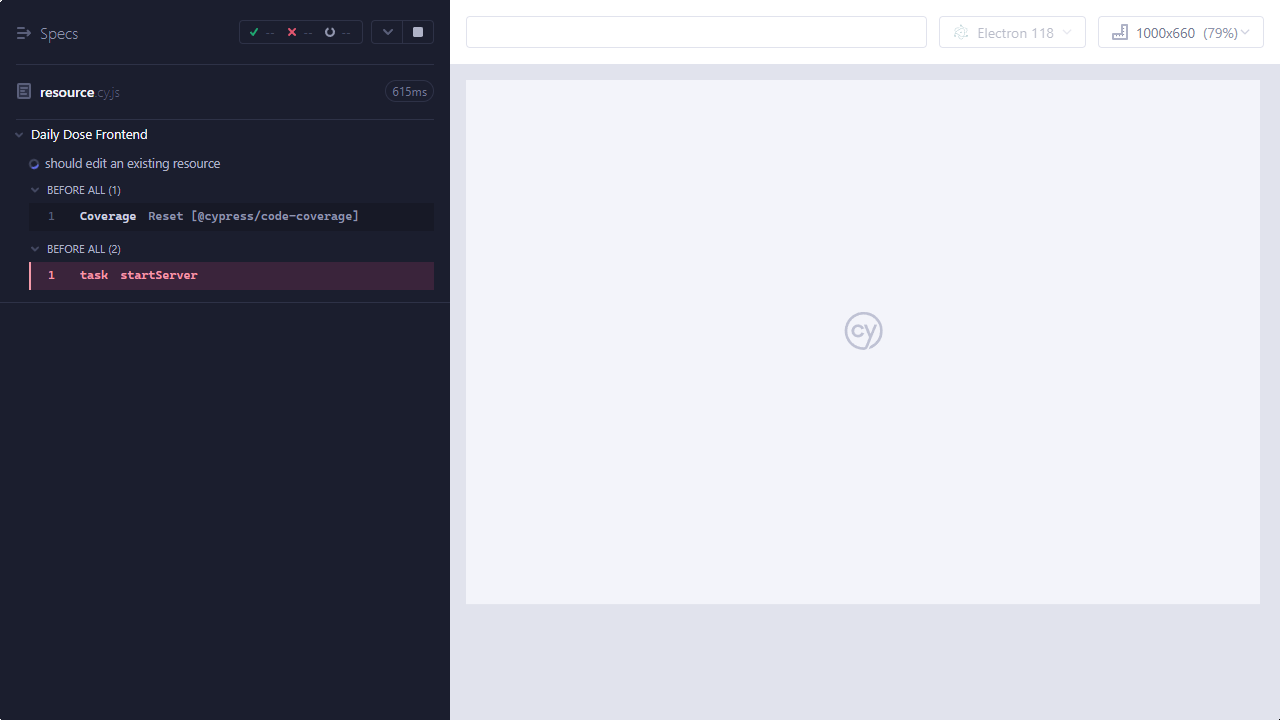 Specs
-- -- --
resource.cy.js 615ms
Daily Dose Frontend
should edit an existing resource
BEFORE ALL (1)
1 Coverage Reset [@cypress/code-coverage]
BEFORE ALL (2)
1 task startServer
Electron 118
1000x660 (79%)
cy